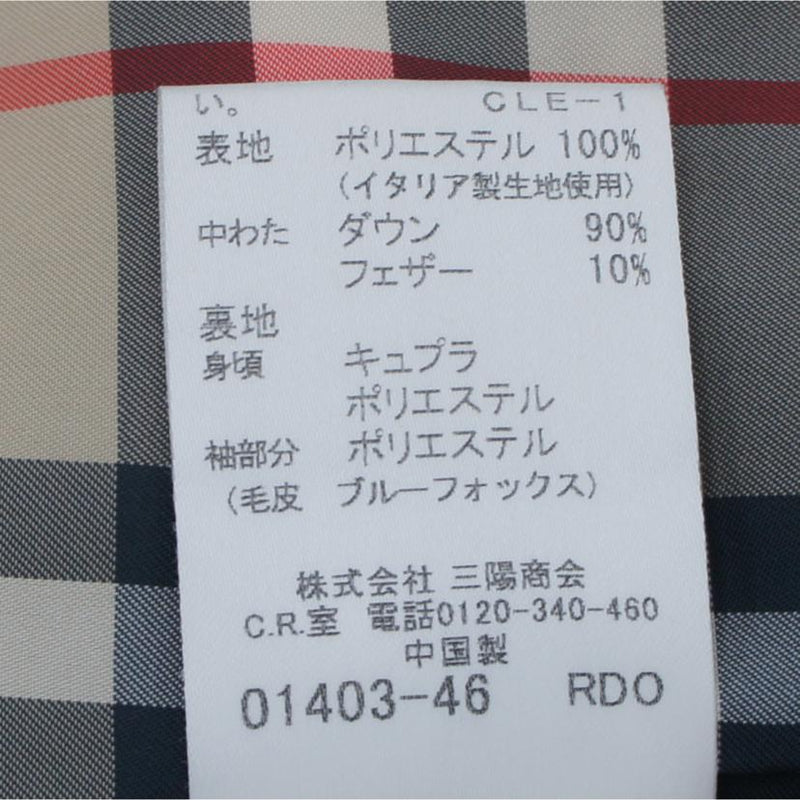 い。 CLE-1
表地 ポリエステル 100%
(イタリア製生地使用)
中わた ダウン 90%
フェザー 10%
裏地
身頃 キュプラ
ポリエステル
袖部分 ポリエステル
(毛皮 ブルーフォックス)
株式会社 三陽商会
C.R.室 電話0120-340-460
中国製
01403-46 RDO